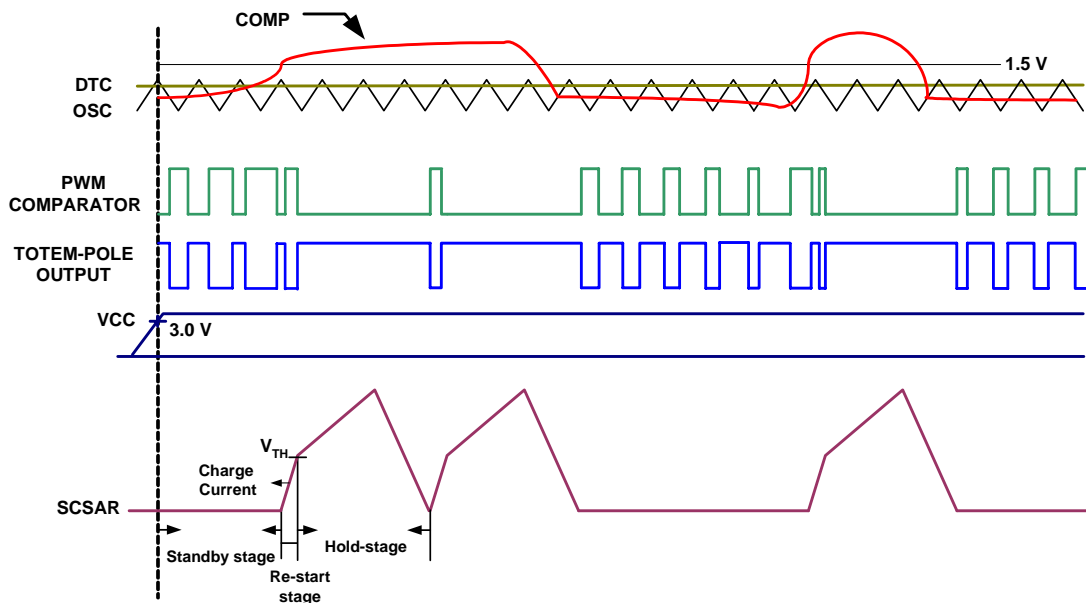 COMP
1.5 V
DTC
OSC
PWM
COMPARATOR
TOTEM-POLE
OUTPUT
VCC
3.0 V
VTH
Charge
Current
SCSAR
Standby stage
Hold-stage
Re-start
stage